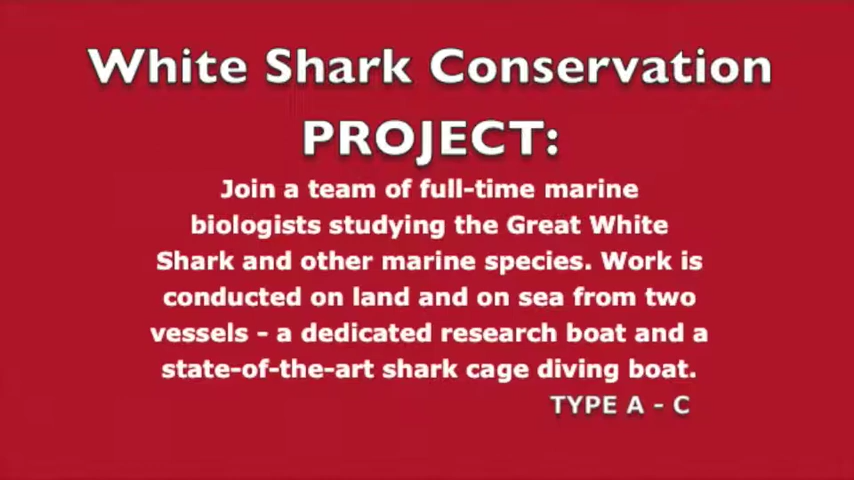 White Shark Conservation
PROJECT:
Join a team of full-time marine
biologists studying the Great White
Shark and other marine species. Work is
conducted on land and on sea from two
vessels - a dedicated research boat and a
state-of-the-art shark cage diving boat.
TYPE A - C